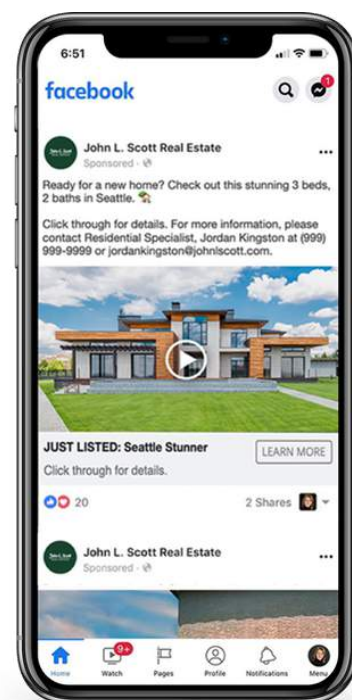 6:51
facebook
1
John L. Scott Real Estate
Sponsored ·
Ready for a new home? Check out this stunning 3 beds,
2 baths in Seattle.
Click through for details. For more information, please
contact Residential Specialist, Jordan Kingston at (999)
999-9999 or jordankingston@johnlscott.com.
JUST LISTED: Seattle Stunner
LEARN MORE
Click through for details.
20
2 Shares
John L. Scott Real Estate
Sponsored ·
9+
Home
Watch
Pages
Profile
Notifications
Menu